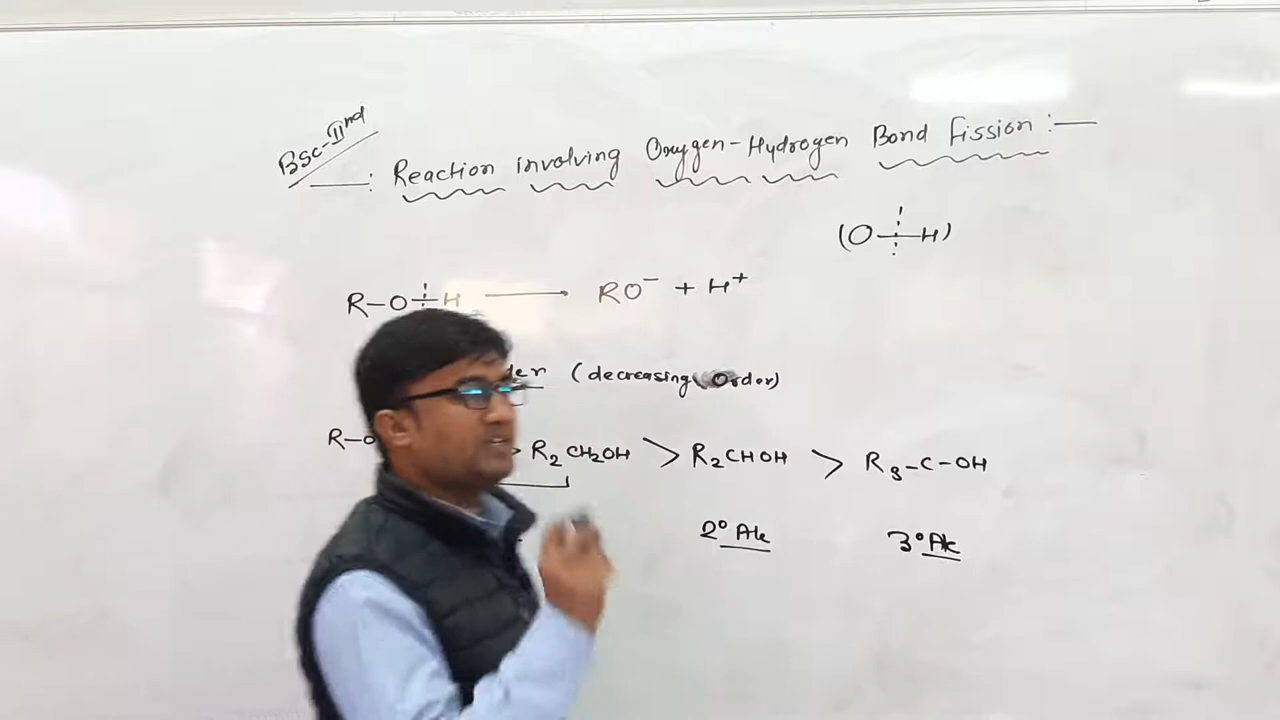 BSc-IInd
: Reaction involving Oxygen-Hydrogen Bond Fission :—
(O-H)
R-O-H → RO⁻ + H⁺
(decreasing Order)
R-O > R₂CH₂OH > R₂CHOH > R₃-C-OH
2° Alc 3° Alc